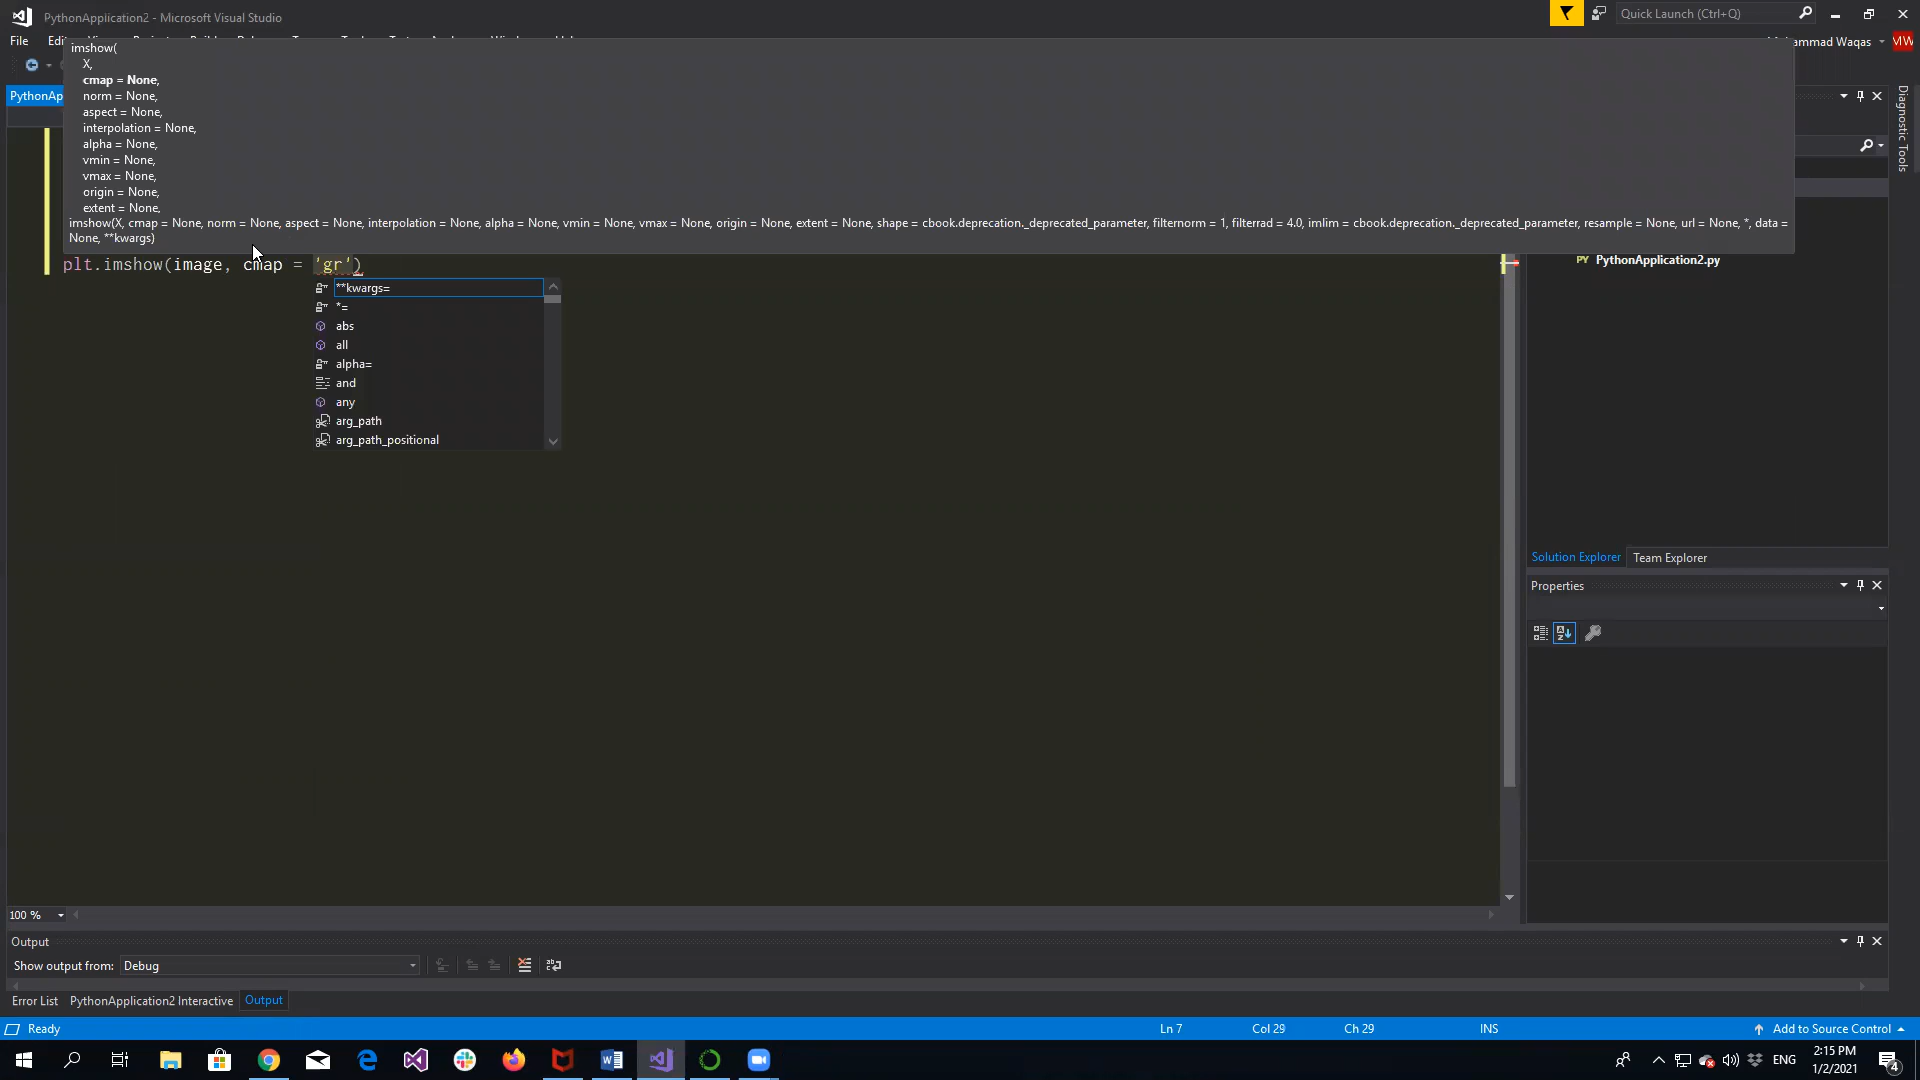 PythonApplication2 - Microsoft Visual Studio
Quick Launch (Ctrl+Q)
File
MW
imshow(
X,
cmap = None,
norm = None,
aspect = None,
interpolation = None,
alpha = None,
vmin = None,
vmax = None,
origin = None,
extent = None,
imshow(X, cmap = None, norm = None, aspect = None, interpolation = None, alpha = None, vmin = None, vmax = None, origin = None, extent = None, shape = cbook.deprecation._deprecated_parameter, filternorm = 1, filterrad = 4.0, imlim = cbook.deprecation._deprecated_parameter, resample = None, url = None, *, data =
None, **kwargs)
Diagnostic Tools
plt.imshow(image, cmap = 'gr')
PY PythonApplication2.py
**kwargs=
*=
abs
all
alpha=
and
any
arg_path
arg_path_positional
Solution Explorer
Team Explorer
Properties
100 %
Output
Show output from: Debug
Error List
PythonApplication2 Interactive
Output
Ready
Ln 7
Col 29
Ch 29
INS
Add to Source Control
ENG
2:15 PM
1/2/2021
4